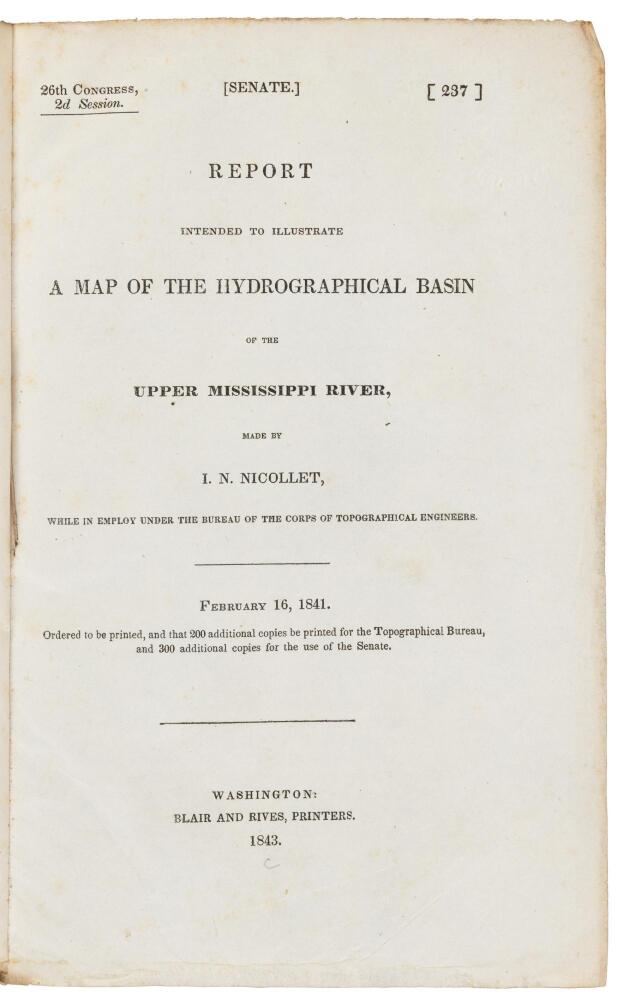 26th CONGRESS,
2d Session.
[SENATE.]
[ 237 ]
REPORT
INTENDED TO ILLUSTRATE
A MAP OF THE HYDROGRAPHICAL BASIN
OF THE
UPPER MISSISSIPPI RIVER,
MADE BY
I. N. NICOLLET,
WHILE IN EMPLOY UNDER THE BUREAU OF THE CORPS OF TOPOGRAPHICAL ENGINEERS.
FEBRUARY 16, 1841.
Ordered to be printed, and that 200 additional copies be printed for the Topographical Bureau,
and 300 additional copies for the use of the Senate.
WASHINGTON:
BLAIR AND RIVES, PRINTERS.
1843.
c